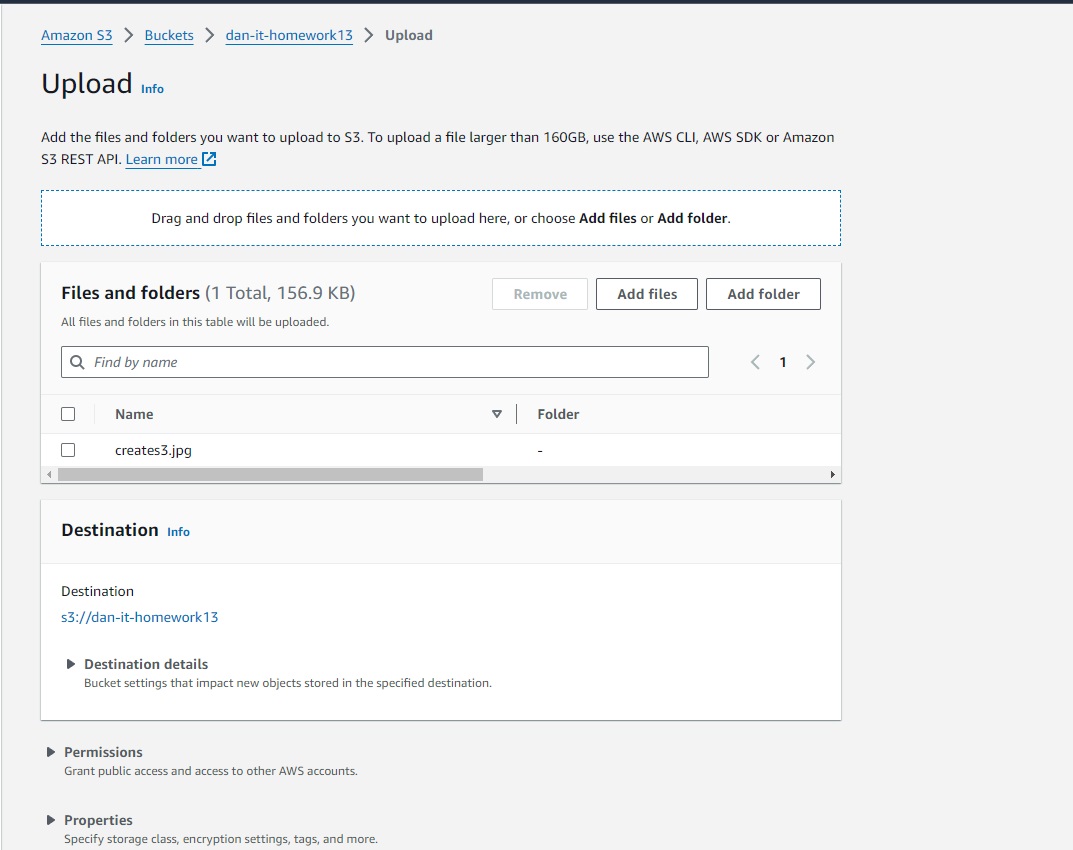 Amazon S3 > Buckets > dan-it-homework13 > Upload
Upload Info
Add the files and folders you want to upload to S3. To upload a file larger than 160GB, use the AWS CLI, AWS SDK or Amazon
S3 REST API. Learn more
Drag and drop files and folders you want to upload here, or choose Add files or Add folder.
Files and folders (1 Total, 156.9 KB)
Remove
Add files
Add folder
All files and folders in this table will be uploaded.
Find by name
1
Name
Folder
creates3.jpg
-
Destination Info
Destination
s3://dan-it-homework13
Destination details
Bucket settings that impact new objects stored in the specified destination.
Permissions
Grant public access and access to other AWS accounts.
Properties
Specify storage class, encryption settings, tags, and more.